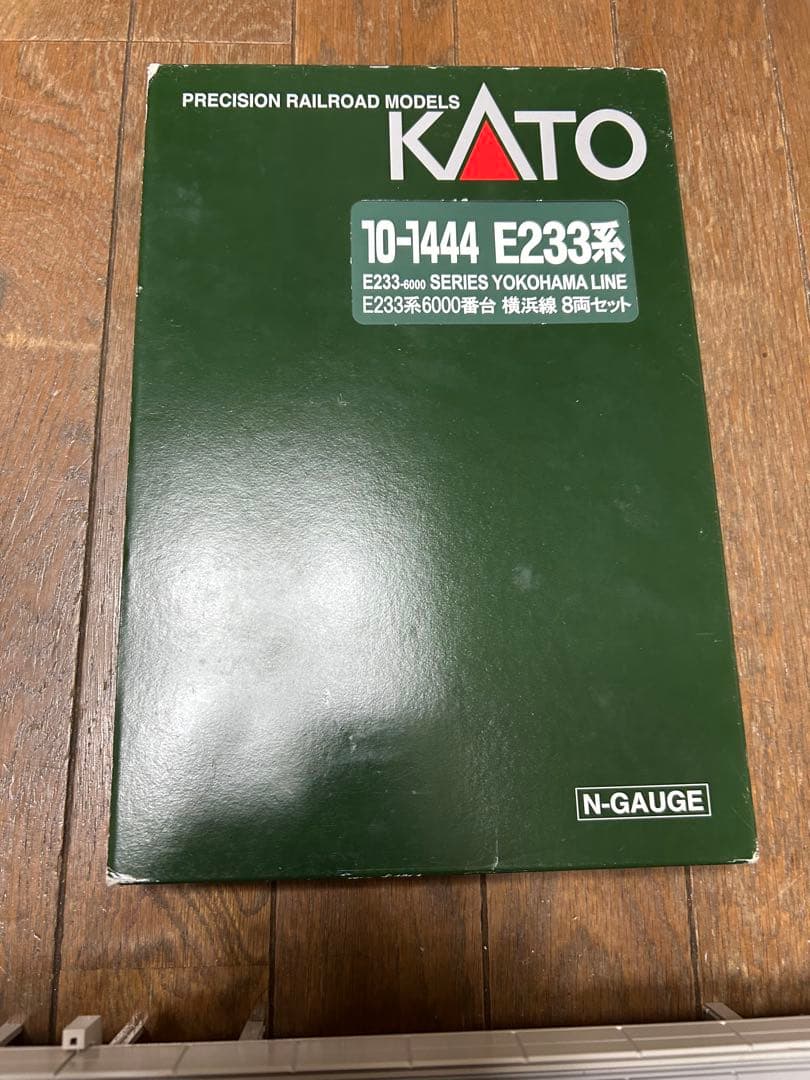 PRECISION RAILROAD MODELS
KATO
10-1444 E233系
E233-6000 SERIES YOKOHAMA LINE
E233系6000番台 横浜線 8両セット
N-GAUGE